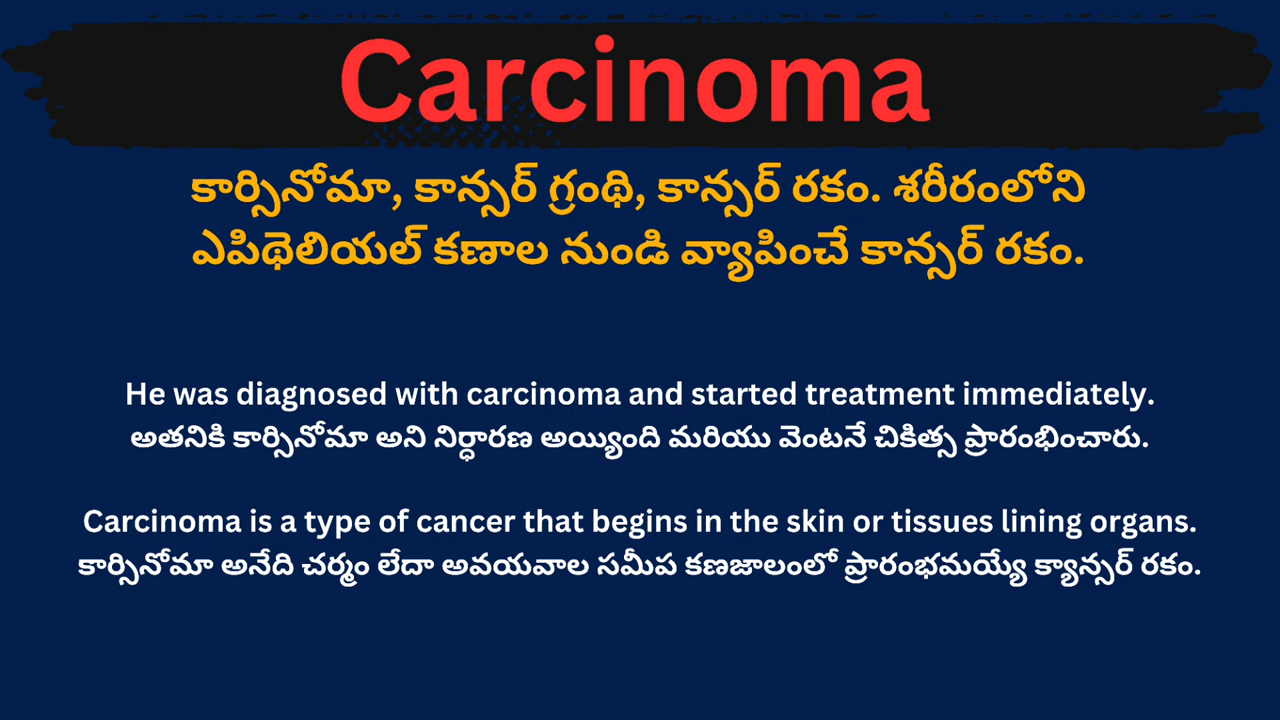 Carcinoma
కార్సినోమా, కాన్సర్ గ్రంథి, కాన్సర్ రకం. శరీరంలోని
ఎపిథెలియల్ కణాల నుండి వ్యాపించే కాన్సర్ రకం.
He was diagnosed with carcinoma and started treatment immediately.
అతనికి కార్సినోమా అని నిర్ధారణ అయ్యింది మరియు వెంటనే చికిత్స ప్రారంభించారు.
Carcinoma is a type of cancer that begins in the skin or tissues lining organs.
కార్సినోమా అనేది చర్మం లేదా అవయవాల సమీప కణజాలంలో ప్రారంభమయ్యే క్యాన్సర్ రకం.